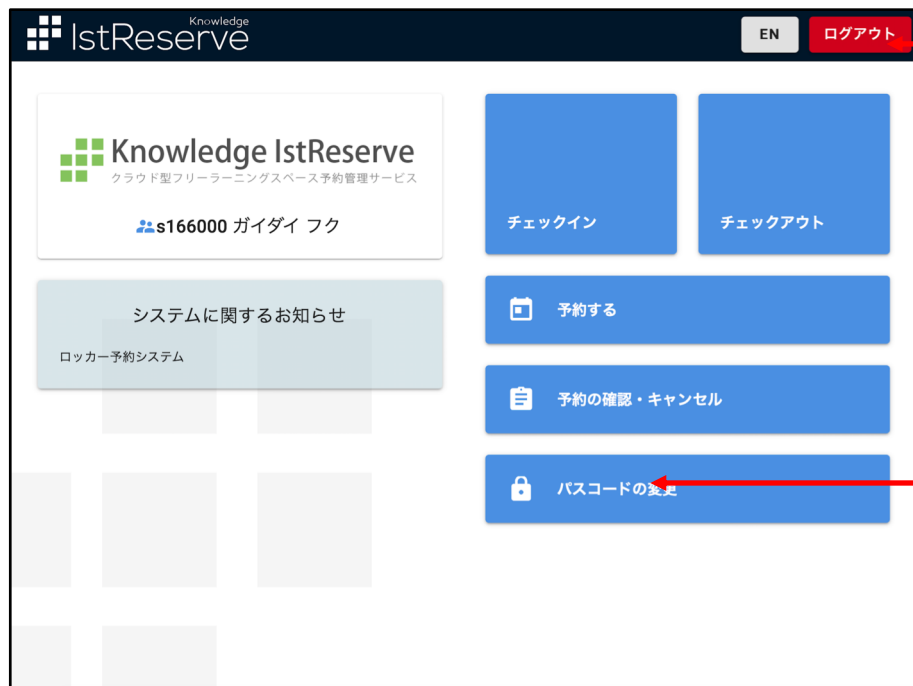 Knowledge
IstReserve
EN
ログアウト
Knowledge IstReserve
クラウド型フリーラーニングスペース予約管理サービス
s166000 ガイダイ フク
システムに関するお知らせ
ロッカー予約システム
チェックイン
チェックアウト
予約する
予約の確認・キャンセル
パスコードの変更